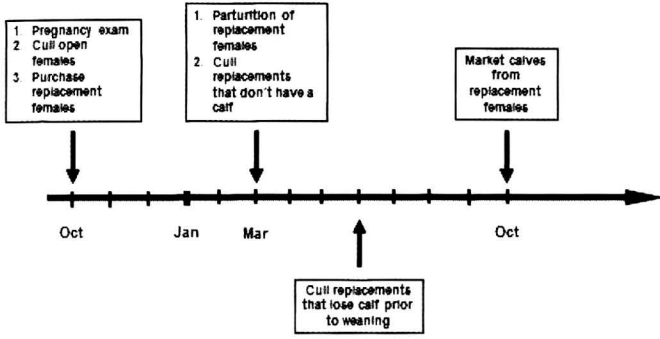 1. Pregnancy exam
2. Cull open
females
3. Purchase
replacement
females
1. Parturition of
replacement
females
2. Cull
replacements
that don't have a
calf
Market calves
from
replacement
females
Oct
Jan
Mar
Oct
Cull replacements
that lose calf prior
to weaning